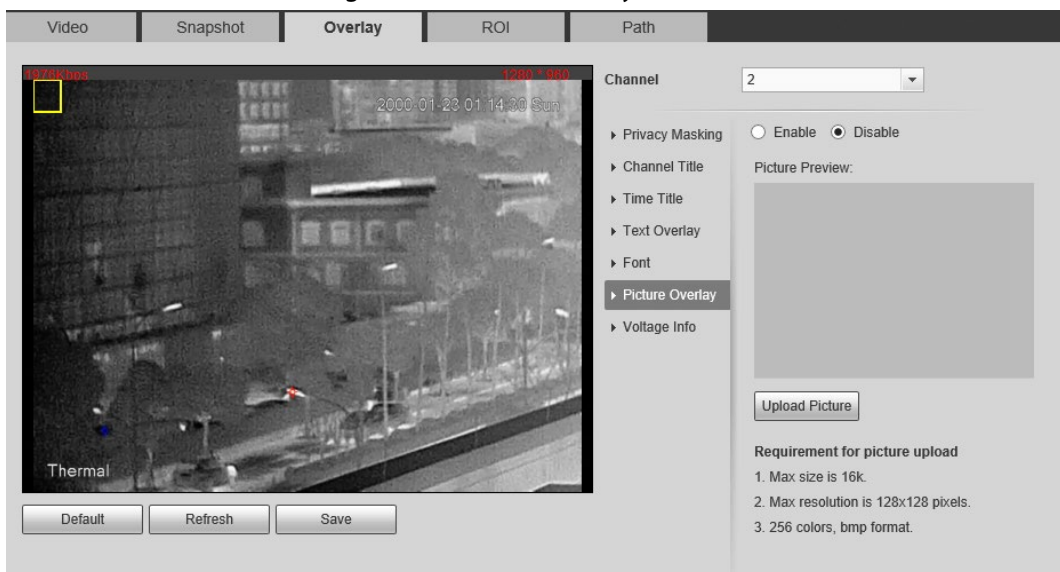 Video Snapshot Overlay ROI Path
1976Kbps 1280 * 960
2000-01-23 01:14:30 Sun
Thermal
Default Refresh Save
Channel 2
Privacy Masking
Channel Title
Time Title
Text Overlay
Font
Picture Overlay
Voltage Info
Enable Disable
Picture Preview:
Upload Picture
Requirement for picture upload
1. Max size is 16k.
2. Max resolution is 128x128 pixels.
3. 256 colors, bmp format.